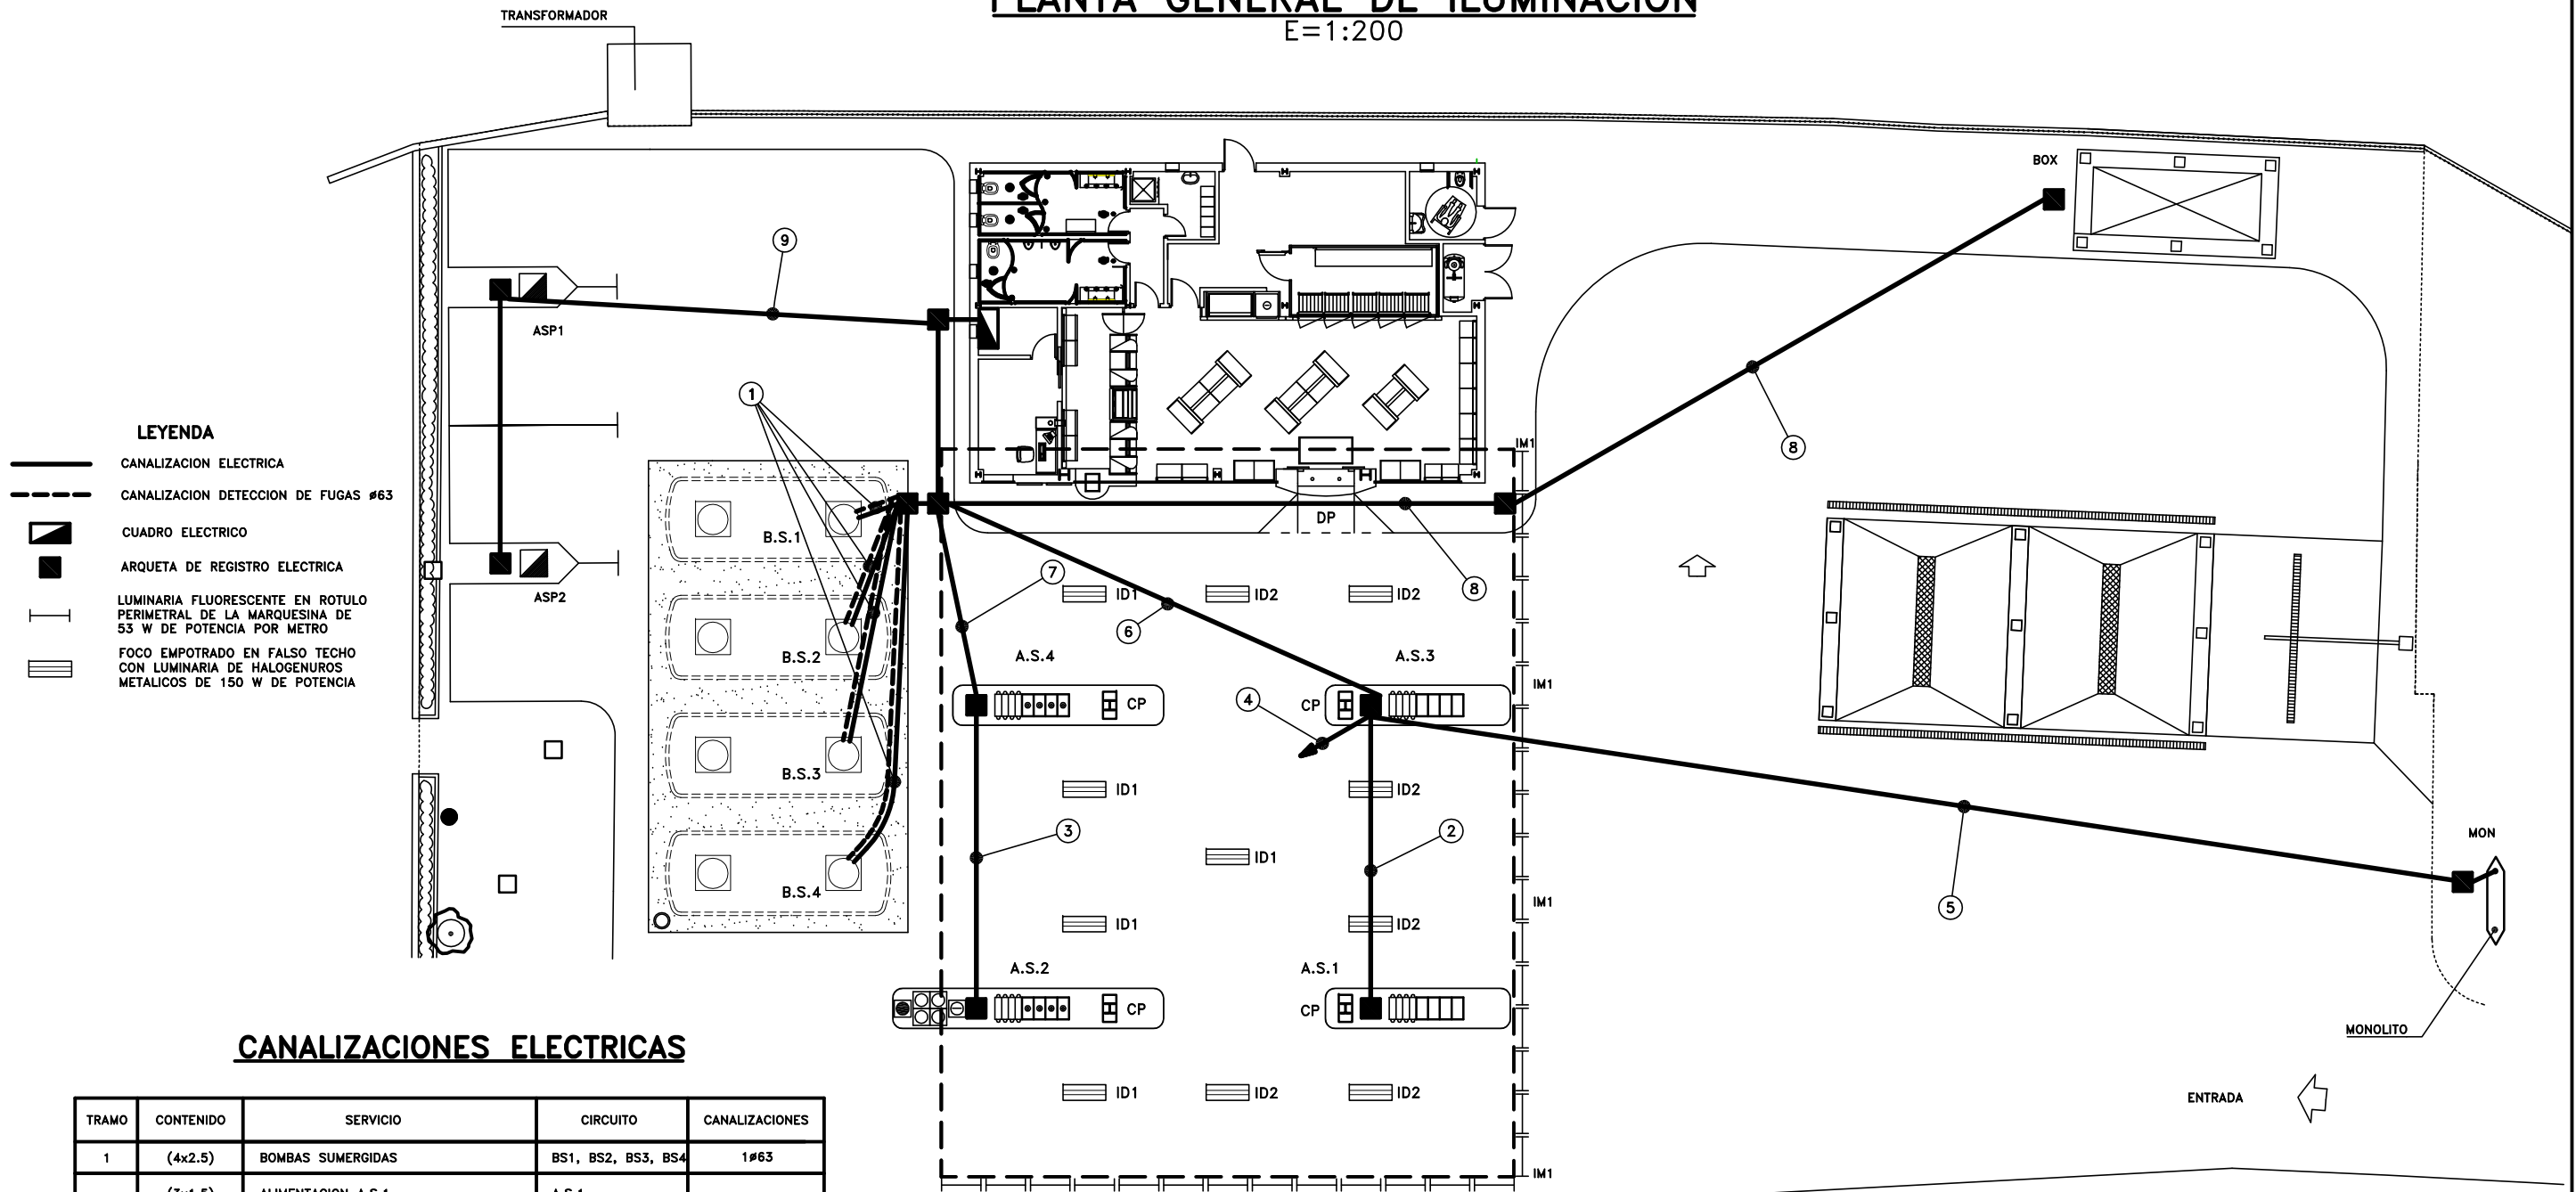 TRANSFORMADOR
PLANTA GENERAL DE ILUMINACION
E=1:200
BOX
9
ASP1
1
8
LEYENDA
CANALIZACION ELECTRICA
CANALIZACION DETECCION DE FUGAS ø63
CUADRO ELECTRICO
ARQUETA DE REGISTRO ELECTRICA
LUMINARIA FLUORESCENTE EN ROTULO
PERIMETRAL DE LA MARQUESINA DE
53 W DE POTENCIA POR METRO
FOCO EMPOTRADO EN FALSO TECHO
CON LUMINARIA DE HALOGENUROS
METALICOS DE 150 W DE POTENCIA
IM1
DP
B.S.1
ASP2
7
8
ID1 ID2 ID2
6
B.S.2
A.S.4 A.S.3
IM1
4
CP CP
B.S.3
ID1 ID2
3 2
MON
ID1
B.S.4
IM1
5
ID1 ID2
A.S.2 A.S.1
CP CP
MONOLITO
ID1 ID2 ID2
ENTRADA
IM1
CANALIZACIONES ELECTRICAS
TRAMO CONTENIDO SERVICIO CIRCUITO CANALIZACIONES
1 (4x2.5) BOMBAS SUMERGIDAS BS1, BS2, BS3, BS4 1ø63
(3x1.5) ALIMENTACION A.S.1 A.S.1